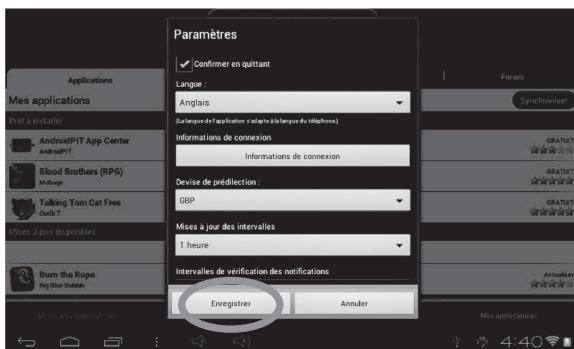 Paramètres
Confirmer en quittant
Langue :
Anglais
(La langue de l'application s'adapte à la langue du téléphone.)
Informations de connexion
Informations de connexion
Devise de prédilection :
GBP
Mises à jour des intervalles
1 heure
Intervalles de vérification des notifications
Enregistrer
Annuler
Applications
Forum
Mes applications
Synchroniser
Prêt à installer
AndroidPIT App Center
AndroidPIT
GRATUIT
Blood Brothers (RPG)
Mobage
GRATUIT
Talking Tom Cat Free
Outfit 7
GRATUIT
Mises à jour disponibles
Burn the Rope
Big Blue Bubble
Actualiser
Mes applications
4:40